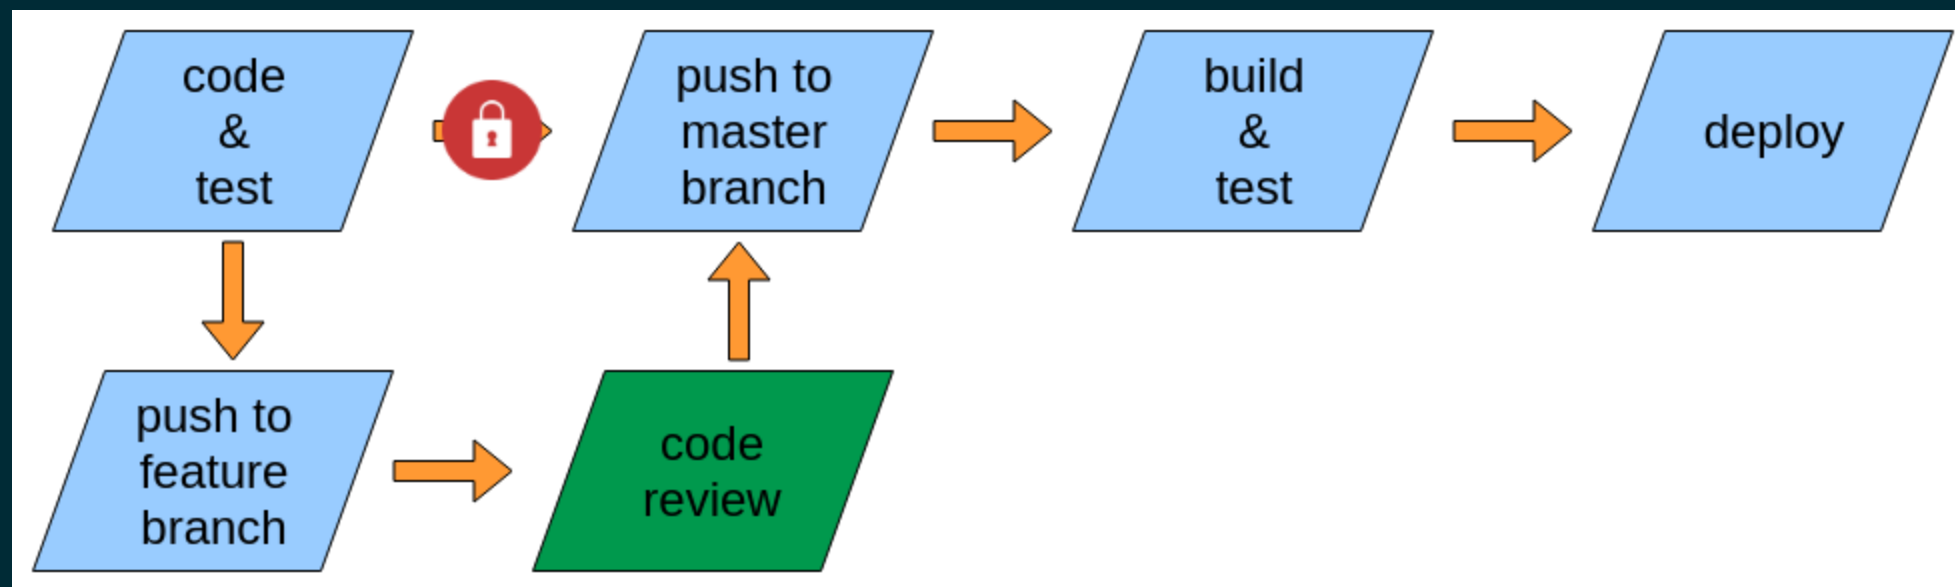 code
&
test
push to
master
branch
build
&
test
deploy
push to
feature
branch
code
review